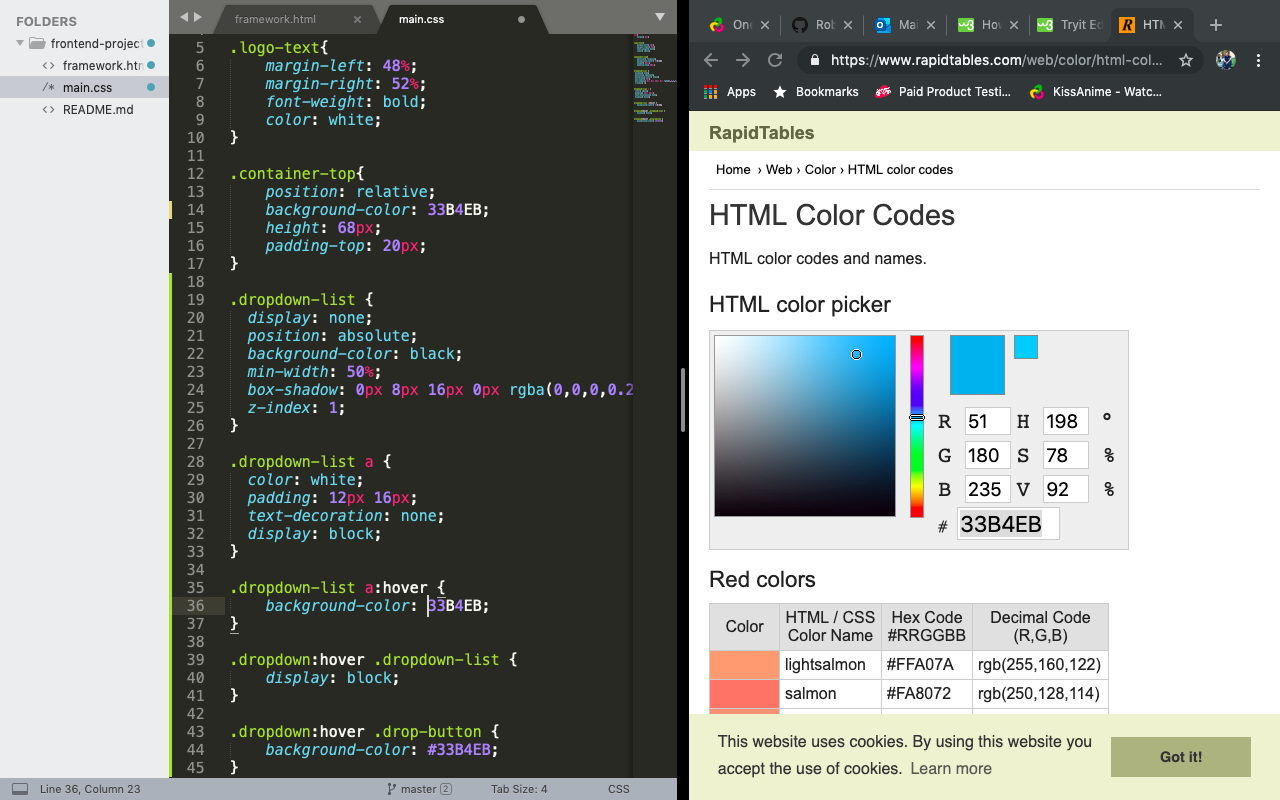 FOLDERS
frontend-projec
framework.htm
main.css
README.md
framework.html
main.css
5 .logo-text{
6 margin-left: 48%;
7 margin-right: 52%;
8 font-weight: bold;
9 color: white;
10 }
11
12 .container-top{
13 position: relative;
14 background-color: 33B4EB;
15 height: 68px;
16 padding-top: 20px;
17 }
18
19 .dropdown-list {
20 display: none;
21 position: absolute;
22 background-color: black;
23 min-width: 50%;
24 box-shadow: 0px 8px 16px 0px rgba(0,0,0,0.2
25 z-index: 1;
26 }
27
28 .dropdown-list a {
29 color: white;
30 padding: 12px 16px;
31 text-decoration: none;
32 display: block;
33 }
34
35 .dropdown-list a:hover {
36 background-color: 33B4EB;
37 }
38
39 .dropdown:hover .dropdown-list {
40 display: block;
41 }
42
43 .dropdown:hover .drop-button {
44 background-color: #33B4EB;
45 }
Line 36, Column 23
master 2
Tab Size: 4
CSS
One
Rob
Mai
How
Tryit Ed
HTM
https://www.rapidtables.com/web/color/html-col...
Apps
Bookmarks
Paid Product Testi...
KissAnime - Watc...
RapidTables
Home › Web › Color › HTML color codes
HTML Color Codes
HTML color codes and names.
HTML color picker
R 51 H 198 °
G 180 S 78 %
B 235 V 92 %
# 33B4EB
Red colors
Color
HTML / CSS
Color Name
Hex Code
#RRGGBB
Decimal Code
(R,G,B)
lightsalmon #FFA07A rgb(255,160,122)
salmon #FA8072 rgb(250,128,114)
This website uses cookies. By using this website you
accept the use of cookies. Learn more
Got it!